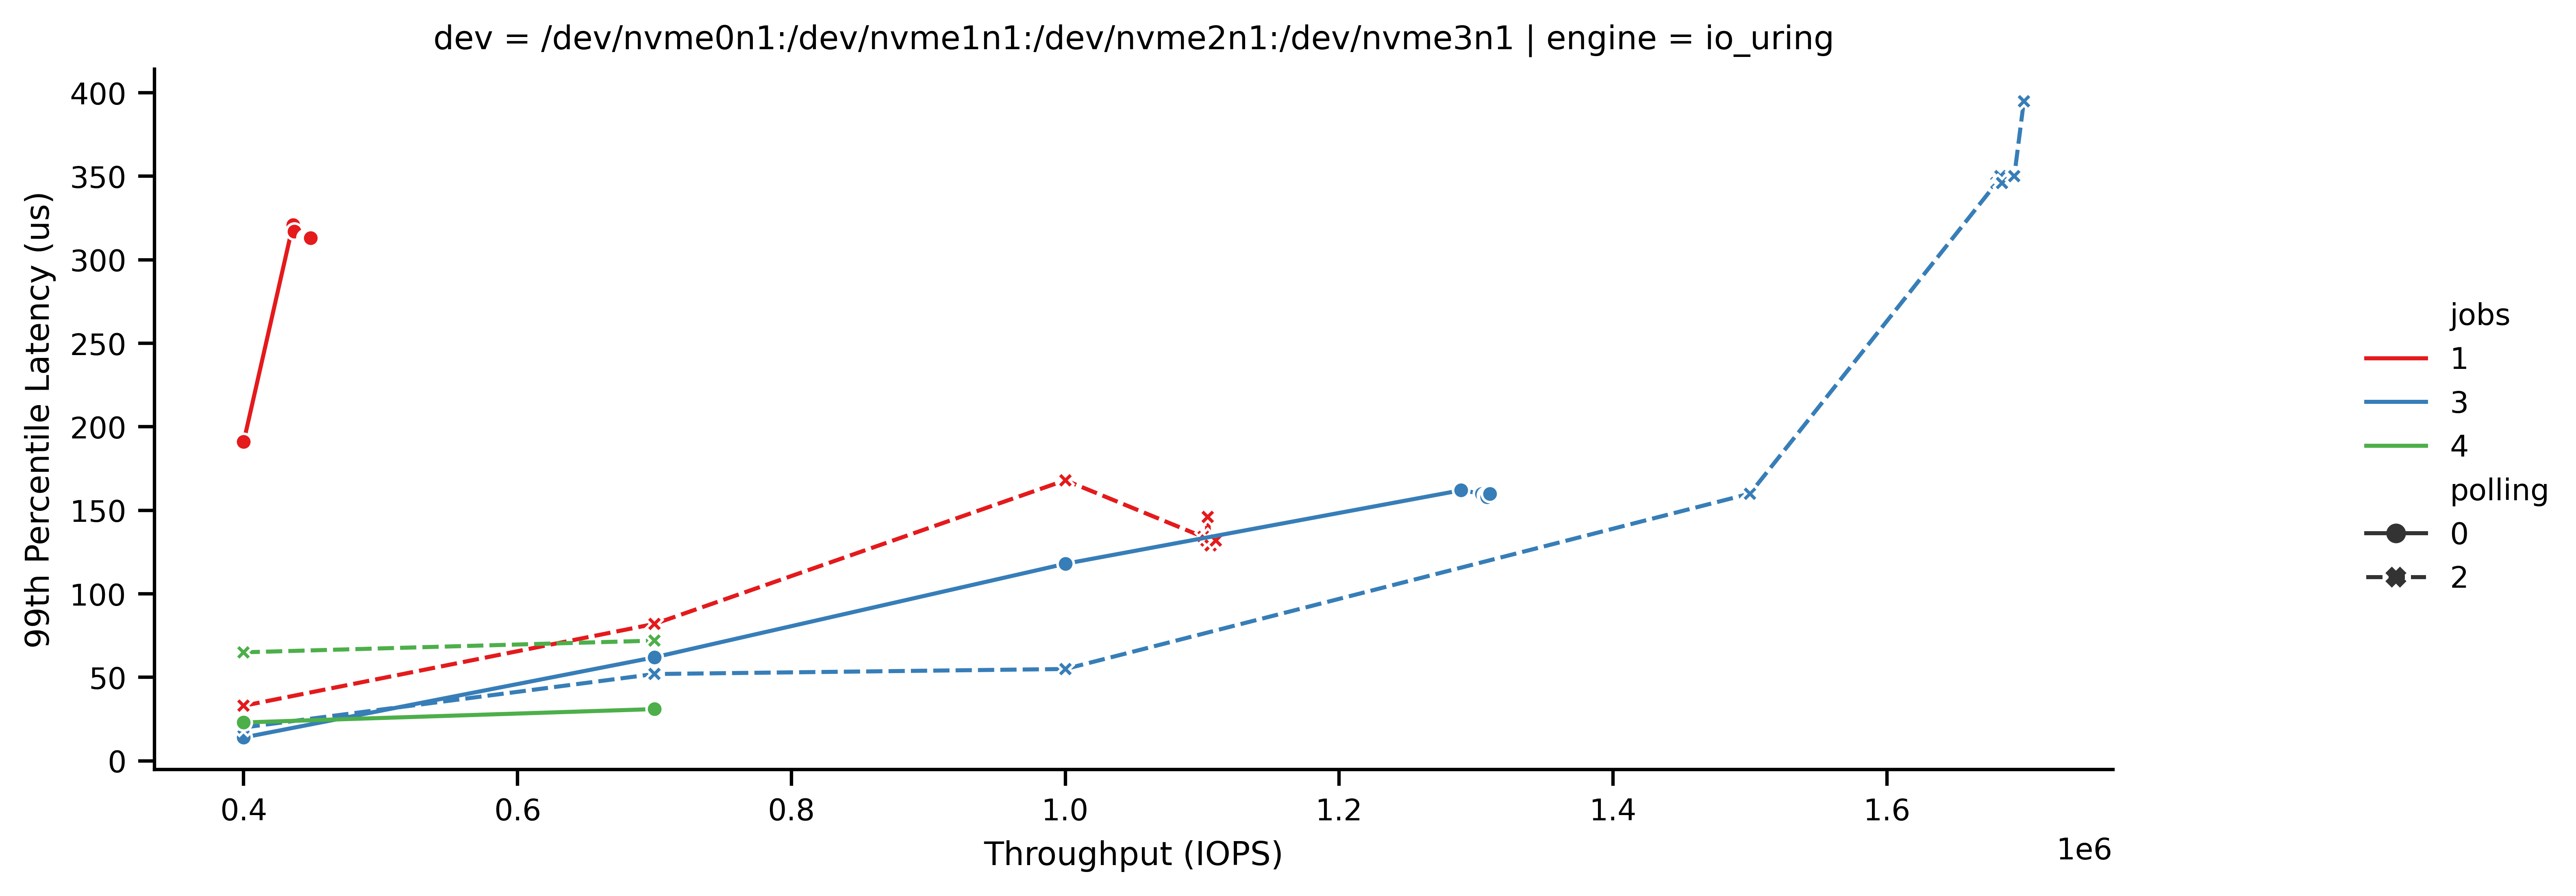 dev = /dev/nvme0n1:/dev/nvme1n1:/dev/nvme2n1:/dev/nvme3n1 | engine = io_uring
99th Percentile Latency (us)
400
350
300
250
200
150
100
50
0
0.4 0.6 0.8 1.0 1.2 1.4 1.6
1e6
Throughput (IOPS)
jobs
1
3
4
polling
0
2